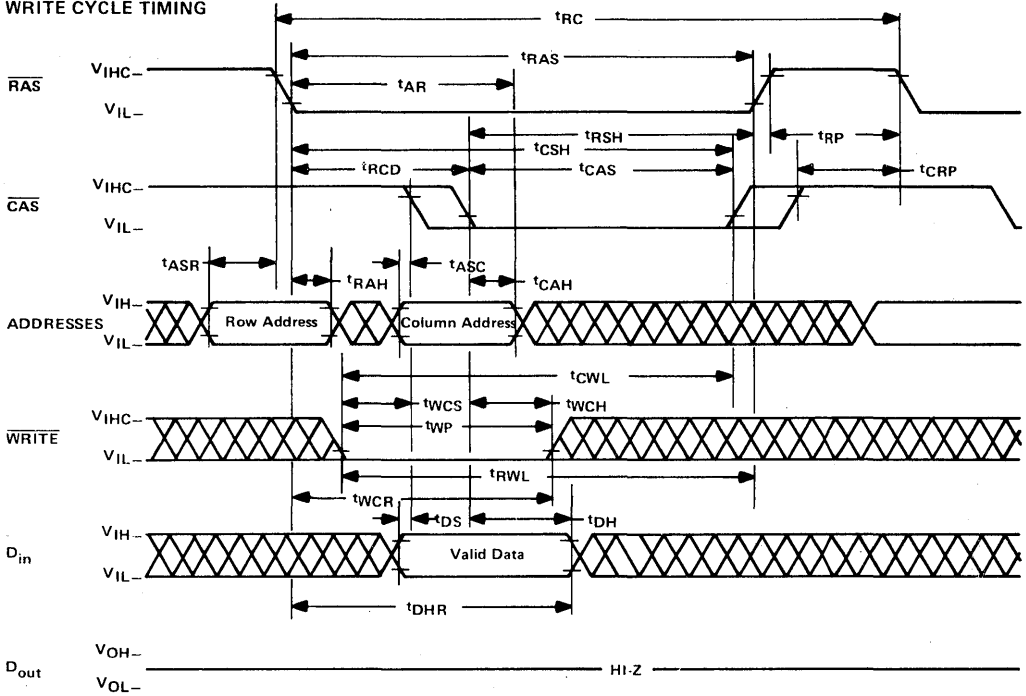 WRITE CYCLE TIMING
tRC
tRAS
tAR
RAS
VIHC–
VIL–
tRSH
tRP
tCSH
tRCD
tCAS
tCRP
CAS
VIHC–
VIL–
tASR
tRAH
tASC
tCAH
ADDRESSES
VIH–
VIL–
Row Address
Column Address
tCWL
tWCS
tWCH
tWP
WRITE
VIHC–
VIL–
tRWL
tWCR
tDS
tDH
Din
VIH–
VIL–
Valid Data
tDHR
Dout
VOH–
VOL–
HI-Z